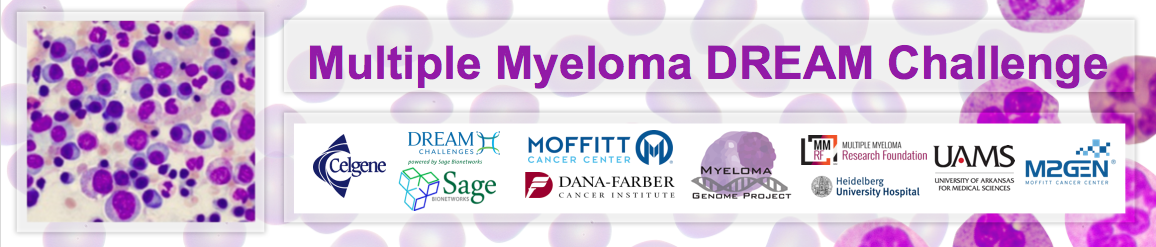 Multiple Myeloma DREAM Challenge
Celgene
DREAM
CHALLENGES
powered by Sage Bionetworks
Sage
BIONETWORKS
MOFFITT
CANCER CENTER
M
DANA-FARBER
CANCER INSTITUTE
MYELOMA
GENOME PROJECT
MM
RF
MULTIPLE MYELOMA
Research Foundation
Heidelberg
University Hospital
UAMS
UNIVERSITY OF ARKANSAS
FOR MEDICAL SCIENCES
M2GEN
MOFFITT CANCER CENTER